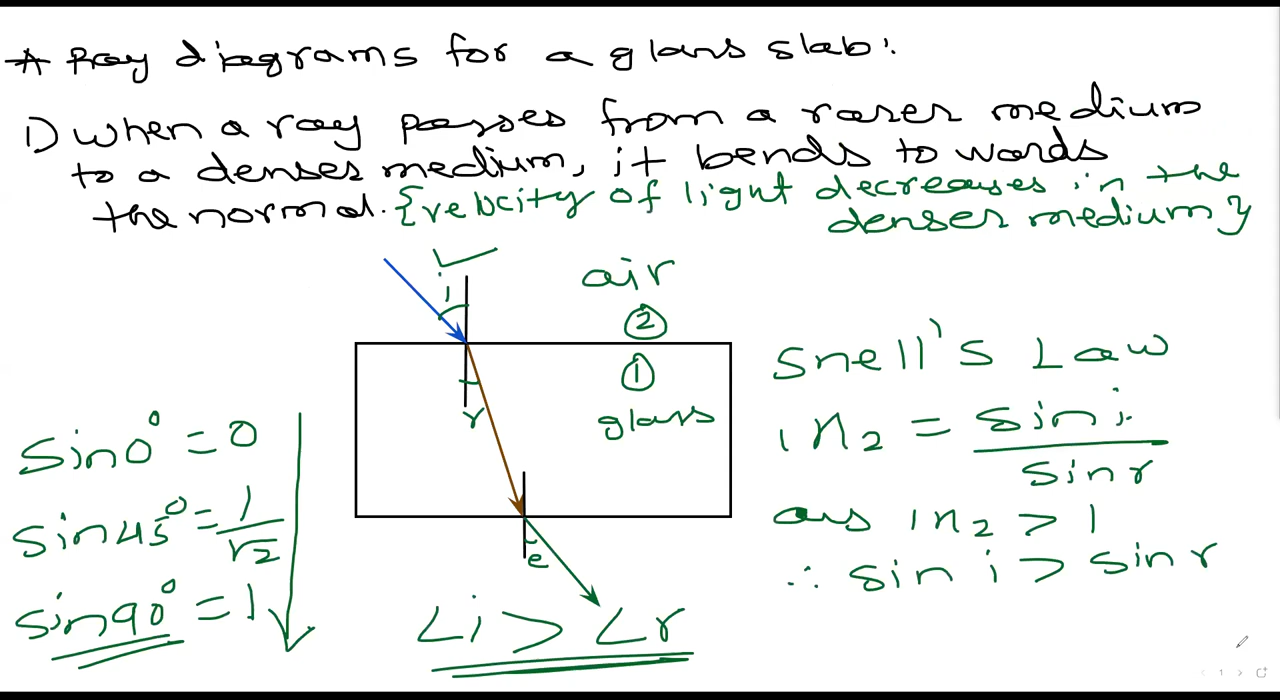 * Ray diagrams for a glass slab:
1) when a ray passes from a rarer medium
to a denser medium, it bends towards
the normal. {velocity of light decreases in the
denser medium}
i
air
2
1
glass
r
e
Snell's Law
1n2 = sin i / sin r
as 1n2 > 1
∴ sin i > sin r
sin0° = 0
sin45° = 1/√2
sin90° = 1
∠i > ∠r
1